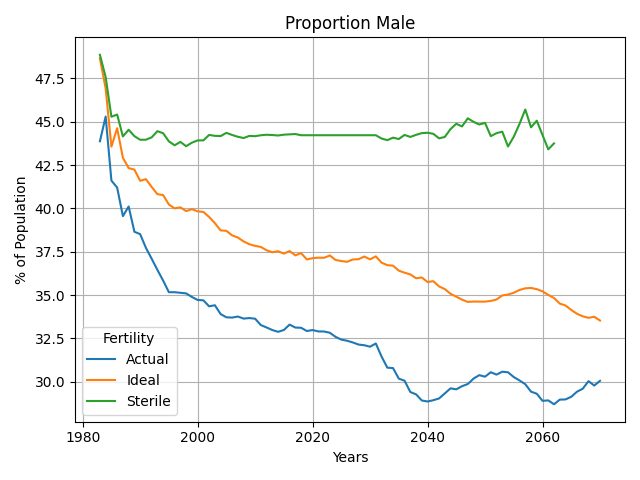 Proportion Male
% of Population
47.5
45.0
42.5
40.0
37.5
35.0
32.5
30.0
Fertility
Actual
Ideal
Sterile
1980 2000 2020 2040 2060
Years